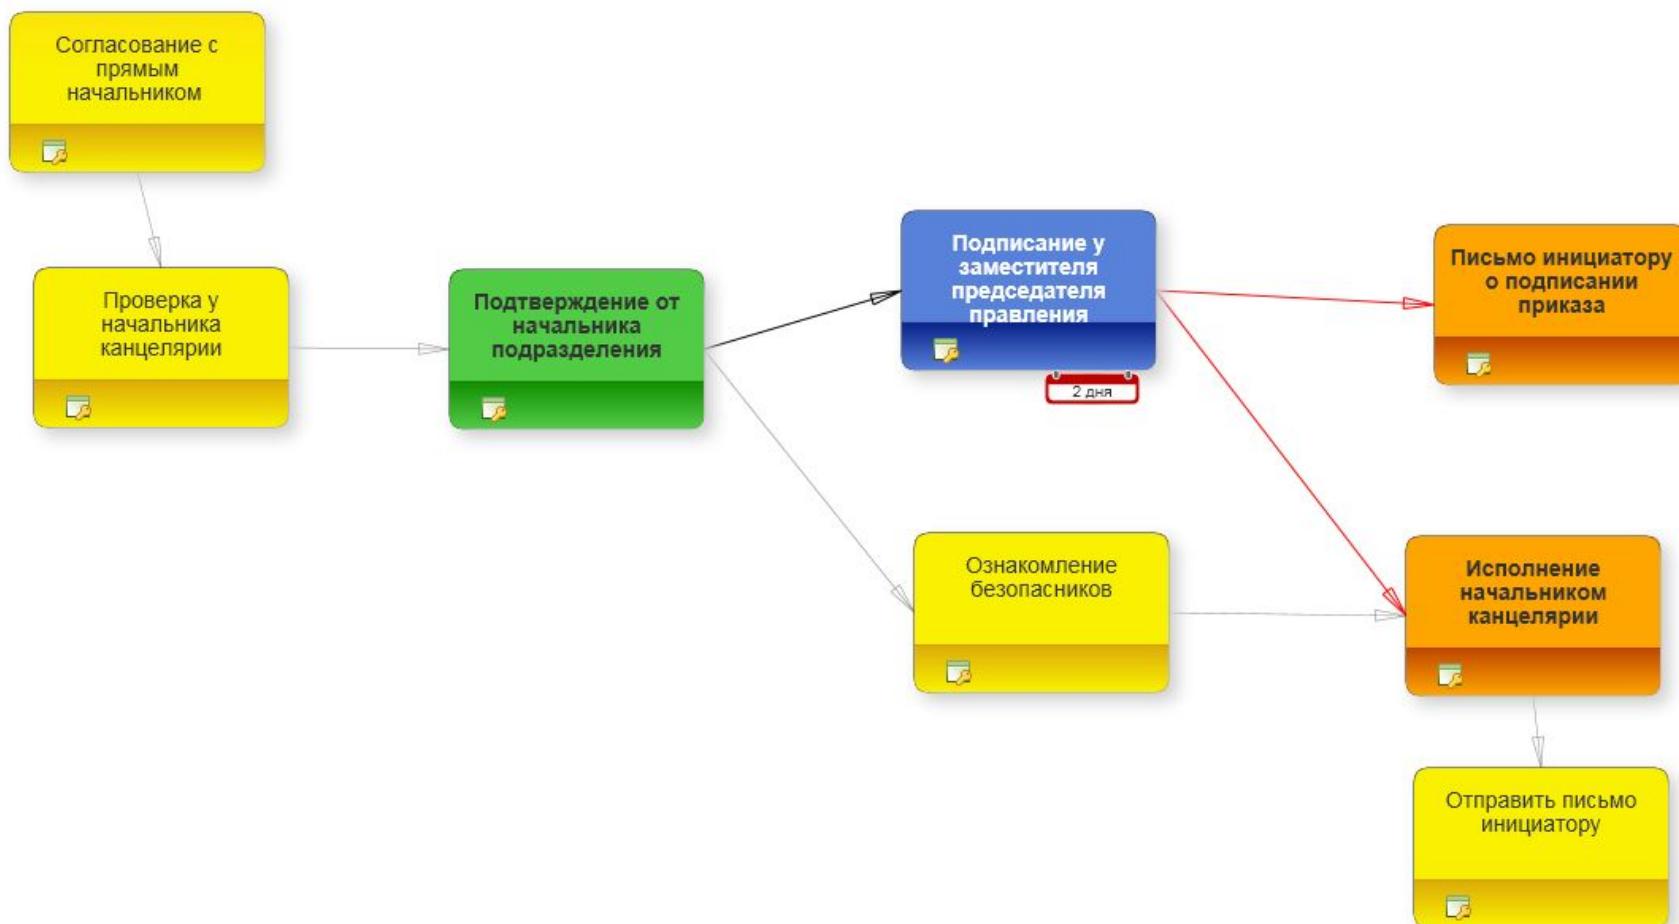 Согласование с
прямым
начальником
Проверка у
начальника
канцелярии
Подтверждение от
начальника
подразделения
Подписание у
заместителя
председателя
правления
2 дня
Письмо инициатору
о подписании
приказа
Ознакомление
безопасников
Исполнение
начальником
канцелярии
Отправить письмо
инициатору